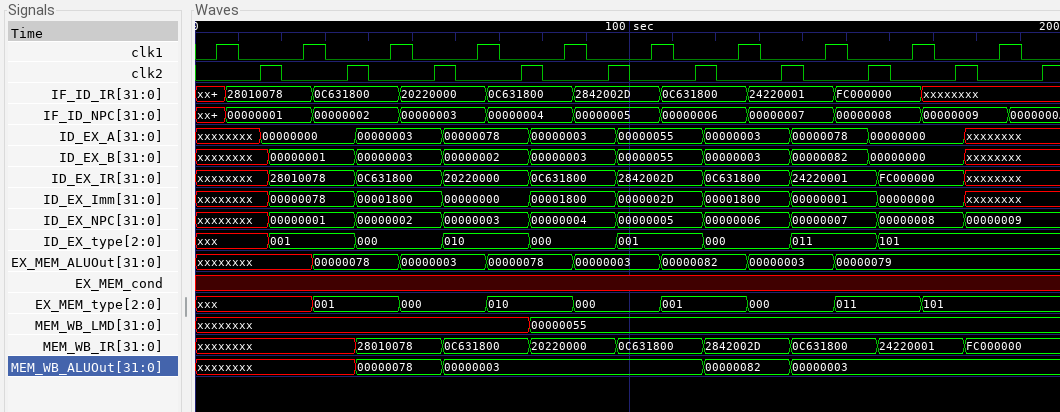 Signals Waves
Time 0 100 sec 200
clk1
clk2
IF_ID_IR[31:0] xx+ 28010078 0C631800 20220000 0C631800 2842002D 0C631800 24220001 FC000000 xxxxxxxx
IF_ID_NPC[31:0] xx+ 00000001 00000002 00000003 00000004 00000005 00000006 00000007 00000008 00000009 0000000
ID_EX_A[31:0] xxxxxxxx 00000000 00000003 00000078 00000003 00000055 00000003 00000078 00000000 xxxxxxxx
ID_EX_B[31:0] xxxxxxxx 00000001 00000003 00000002 00000003 00000055 00000003 00000082 00000000 xxxxxxxx
ID_EX_IR[31:0] xxxxxxxx 28010078 0C631800 20220000 0C631800 2842002D 0C631800 24220001 FC000000 xxxxxxxx
ID_EX_Imm[31:0] xxxxxxxx 00000078 00001800 00000000 00001800 0000002D 00001800 00000001 00000000 xxxxxxxx
ID_EX_NPC[31:0] xxxxxxxx 00000001 00000002 00000003 00000004 00000005 00000006 00000007 00000008 00000009
ID_EX_type[2:0] xxx 001 000 010 000 001 000 011 101
EX_MEM_ALUOut[31:0] xxxxxxxx 00000078 00000003 00000078 00000003 00000082 00000003 00000079
EX_MEM_cond
EX_MEM_type[2:0] xxx 001 000 010 000 001 000 011 101
MEM_WB_LMD[31:0] xxxxxxxx 00000055
MEM_WB_IR[31:0] xxxxxxxx 28010078 0C631800 20220000 0C631800 2842002D 0C631800 24220001 FC000000
MEM_WB_ALUOut[31:0] xxxxxxxx 00000078 00000003 00000082 00000003